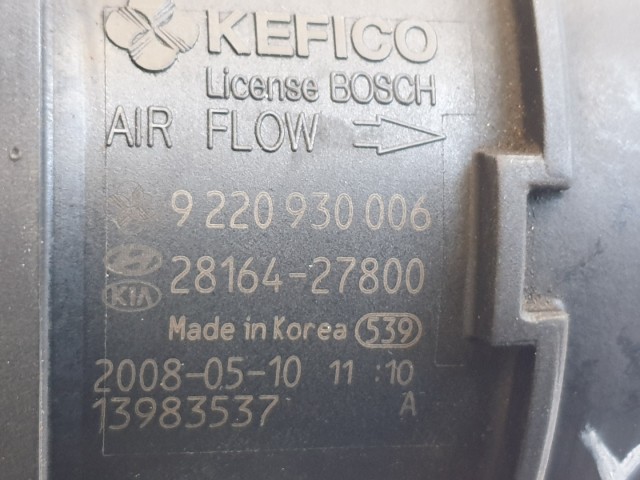 KEFICO
License BOSCH
AIR FLOW
9 220 930 006
28164-27800
KIA
Made in Korea 539
2008-05-10 11:10
13983537 A